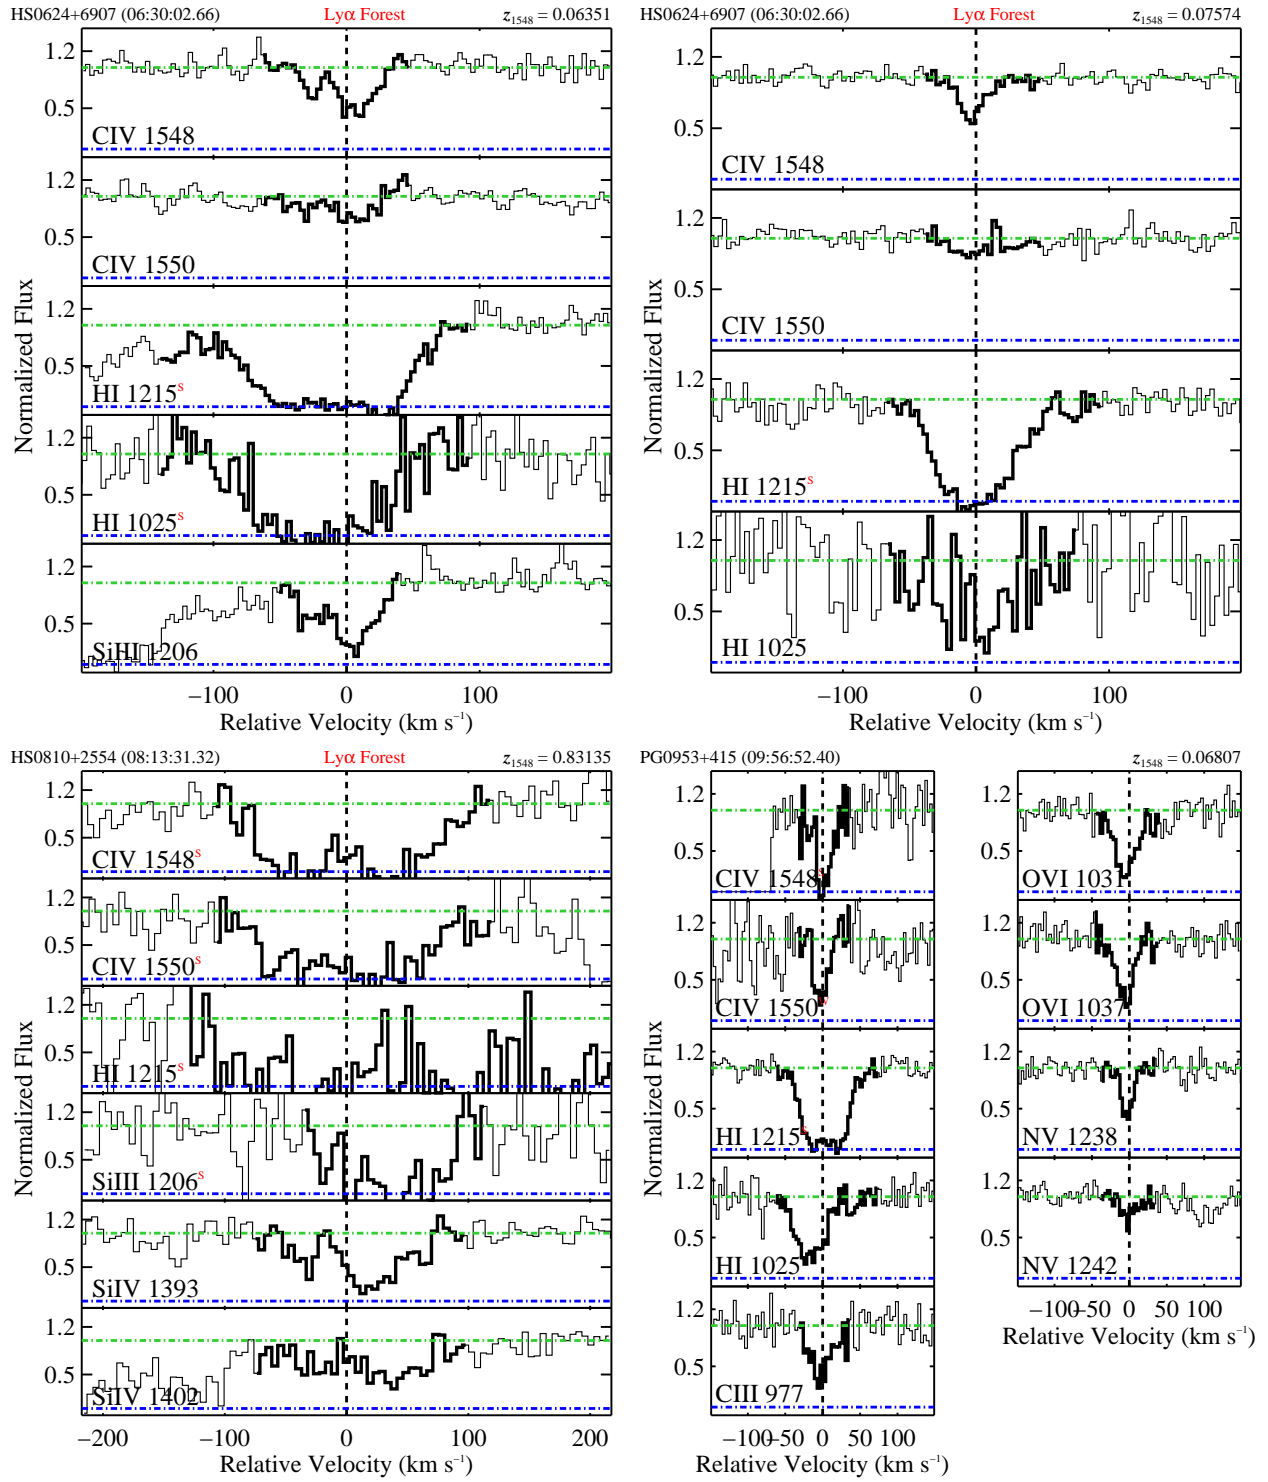 HS0624+6907 (06:30:02.66) Lyα Forest z1548 = 0.06351
1.2
0.5
CIV 1548
1.2
0.5
CIV 1550
1.2
0.5
HI 1215s
1.2
0.5
HI 1025s
1.2
0.5
SiIII 1206
Normalized Flux
−100 0 100
Relative Velocity (km s−1)
HS0624+6907 (06:30:02.66) Lyα Forest z1548 = 0.07574
1.2
0.5
CIV 1548
1.2
0.5
CIV 1550
1.2
0.5
HI 1215s
1.2
0.5
HI 1025
Normalized Flux
−100 0 100
Relative Velocity (km s−1)
HS0810+2554 (08:13:31.32) Lyα Forest z1548 = 0.83135
1.2
0.5
CIV 1548s
1.2
0.5
CIV 1550s
1.2
0.5
HI 1215s
1.2
0.5
SiIII 1206s
1.2
0.5
SiIV 1393
1.2
0.5
SiIV 1402
Normalized Flux
−200 −100 0 100 200
Relative Velocity (km s−1)
PG0953+415 (09:56:52.40) z1548 = 0.06807
1.2
0.5
CIV 1548s
1.2
0.5
CIV 1550w
1.2
0.5
HI 1215s
1.2
0.5
HI 1025
1.2
0.5
CIII 977
Normalized Flux
−100 −50 0 50 100
Relative Velocity (km s−1)
1.2
0.5
OVI 1031
1.2
0.5
OVI 1037
1.2
0.5
NV 1238
1.2
0.5
NV 1242
−100 −50 0 50 100
Relative Velocity (km s−1)